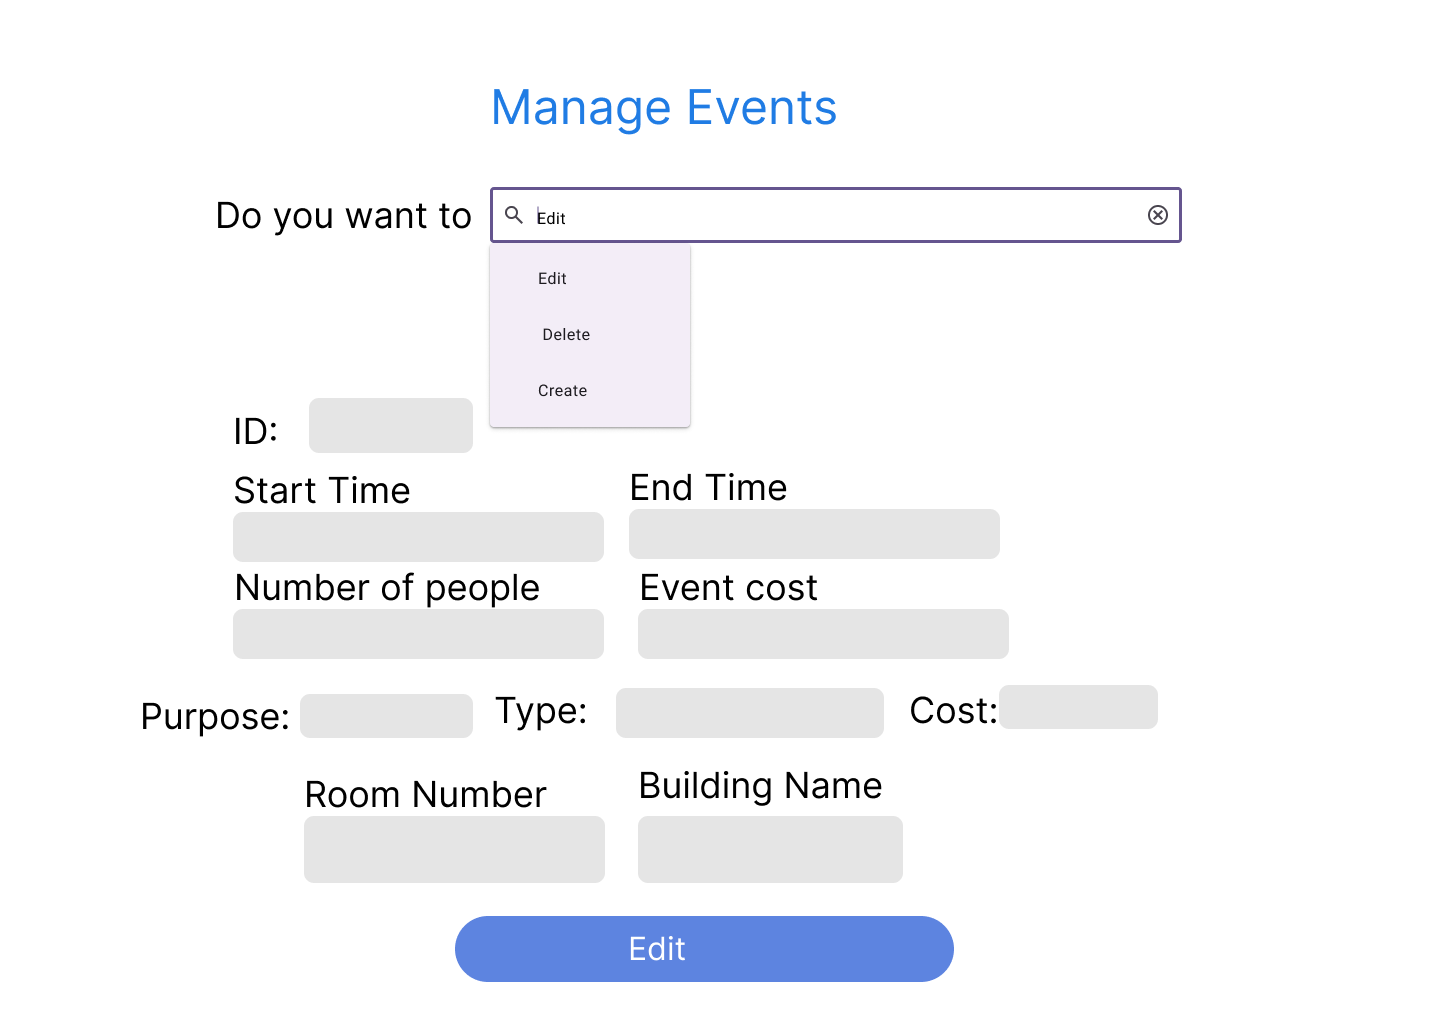 Manage Events
Do you want to Edit
Edit
Delete
Create
ID:
Start Time End Time
Number of people Event cost
Purpose: Type: Cost:
Room Number Building Name
Edit